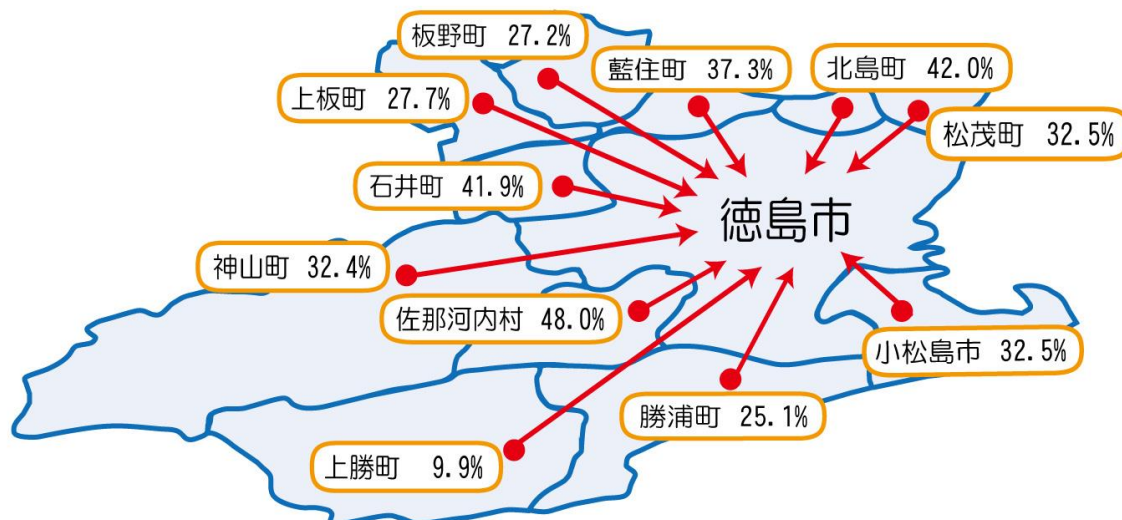 板野町 27.2%
藍住町 37.3%
北島町 42.0%
上板町 27.7%
松茂町 32.5%
石井町 41.9%
徳島市
神山町 32.4%
佐那河内村 48.0%
小松島市 32.5%
勝浦町 25.1%
上勝町 9.9%